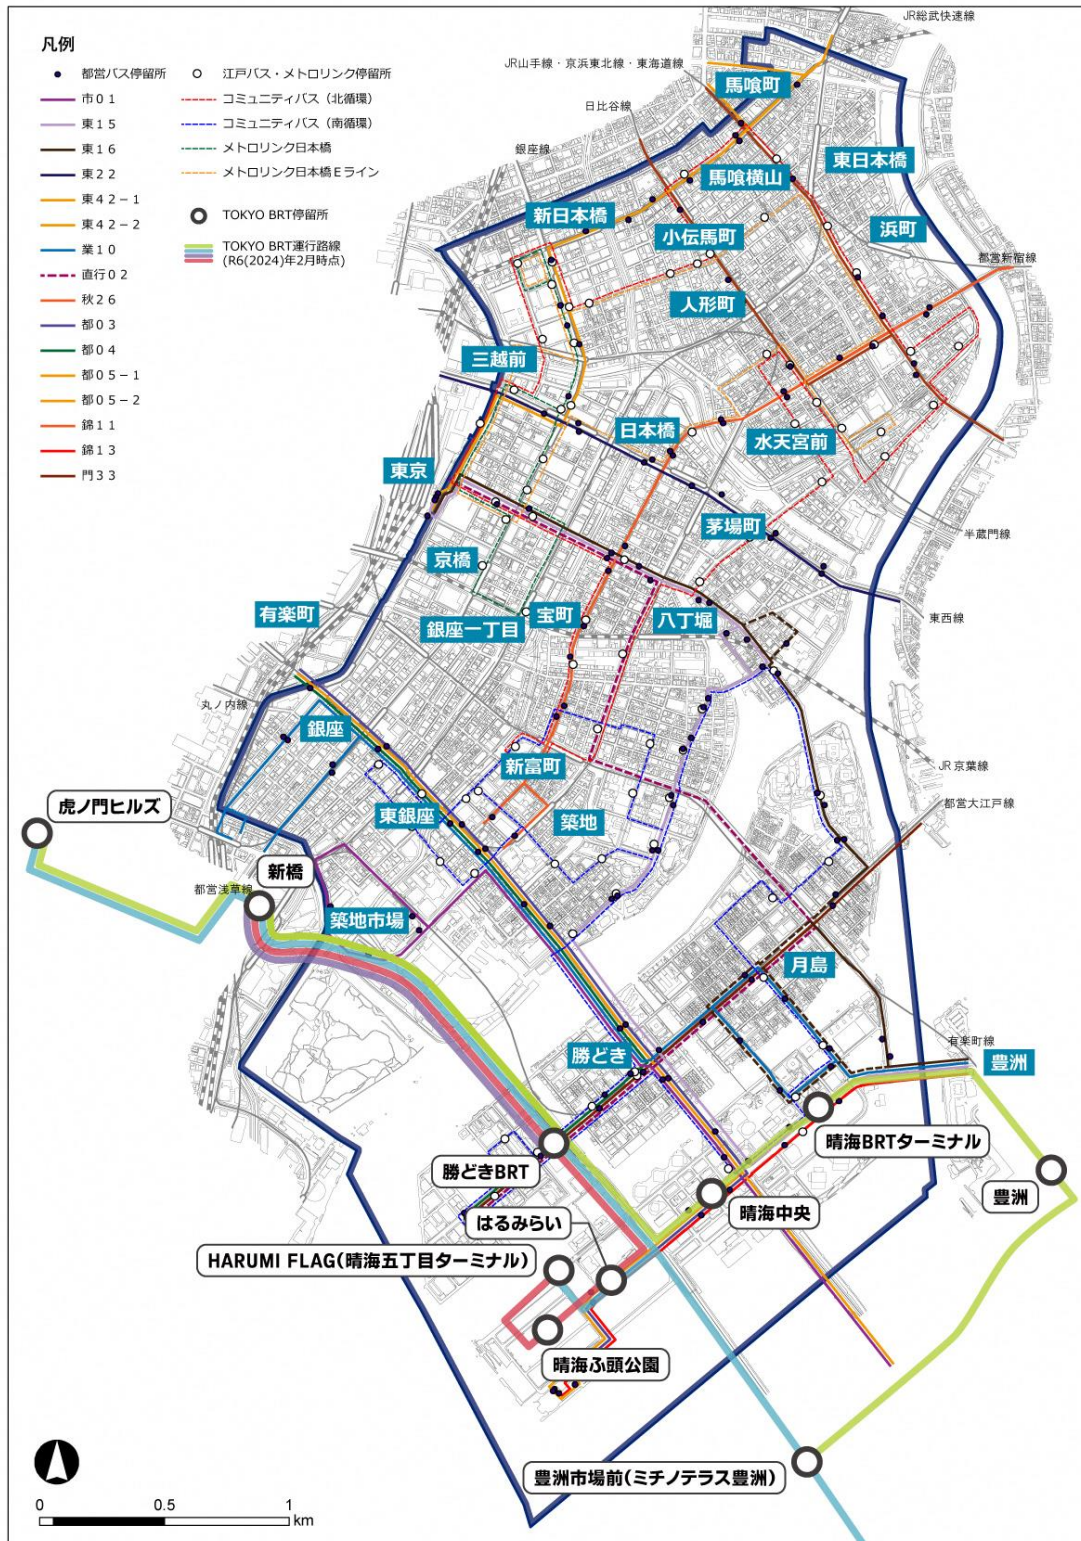 凡例
都営バス停留所
市０１
東１５
東１６
東２２
東４２－１
東４２－２
業１０
直行０２
秋２６
都０３
都０４
都０５－１
都０５－２
錦１１
錦１３
門３３
江戸バス・メトロリンク停留所
コミュニティバス（北循環）
コミュニティバス（南循環）
メトロリンク日本橋
メトロリンク日本橋Ｅライン
TOKYO BRT停留所
TOKYO BRT運行路線
(R6(2024)年2月時点)
JR総武快速線
JR山手線・京浜東北線・東海道線
馬喰町
日比谷線
銀座線
東日本橋
馬喰横山
新日本橋
浜町
小伝馬町
都営新宿線
人形町
三越前
日本橋
水天宮前
東京
茅場町
半蔵門線
京橋
有楽町
宝町
八丁堀
東西線
銀座一丁目
丸ノ内線
銀座
新富町
JR京葉線
虎ノ門ヒルズ
東銀座
築地
都営大江戸線
新橋
都営浅草線
築地市場
月島
有楽町線
勝どき
豊洲
晴海BRTターミナル
勝どきBRT
豊洲
晴海中央
はるみらい
HARUMI FLAG(晴海五丁目ターミナル)
晴海ふ頭公園
豊洲市場前(ミチノテラス豊洲)
0 0.5 1
km